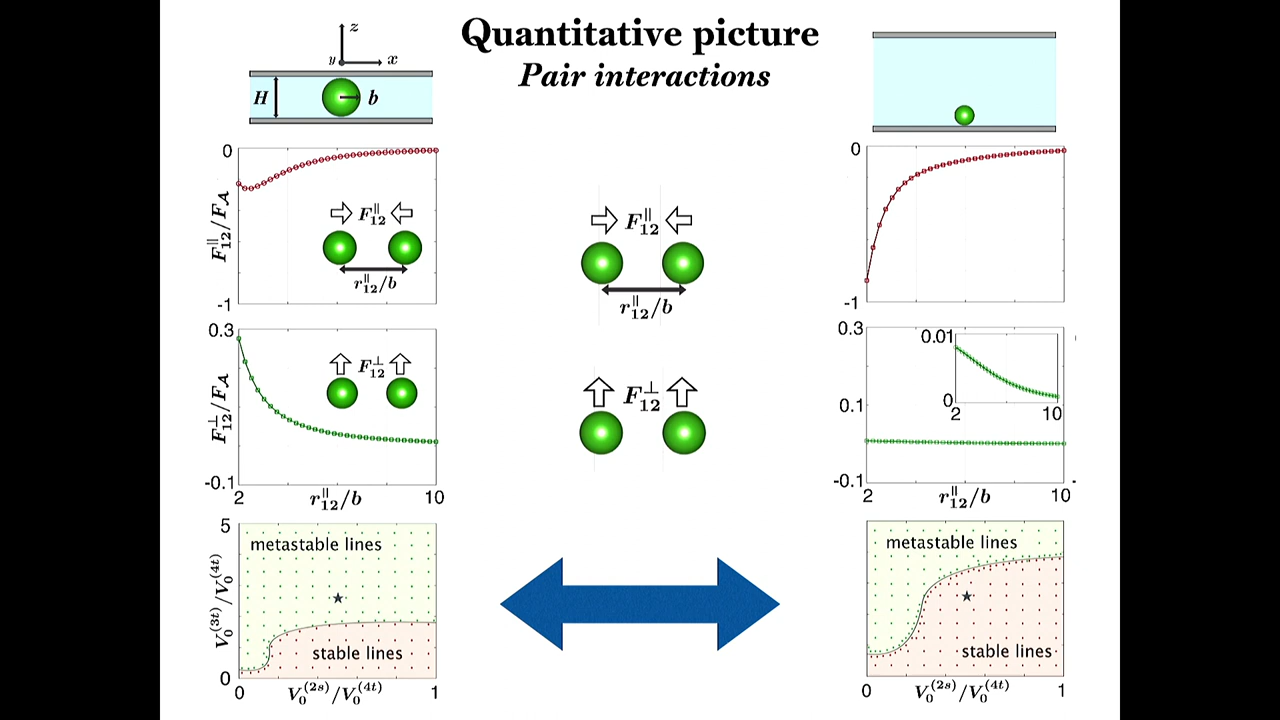 Quantitative picture
Pair interactions
z
y
x
H
b
0
F∥12/FA
-1
F∥12
r∥12/b
0.3
F⊥12/FA
-0.1
F⊥12
2
r∥12/b
10
5
V0(3t)/V0(4t)
0
metastable lines
stable lines
0
V0(2s)/V0(4t)
1
F∥12
r∥12/b
F⊥12
0
-1
0.3
0.1
-0.1
0.01
0
2
10
2
r∥12/b
10
metastable lines
stable lines
0
V0(2s)/V0(4t)
1